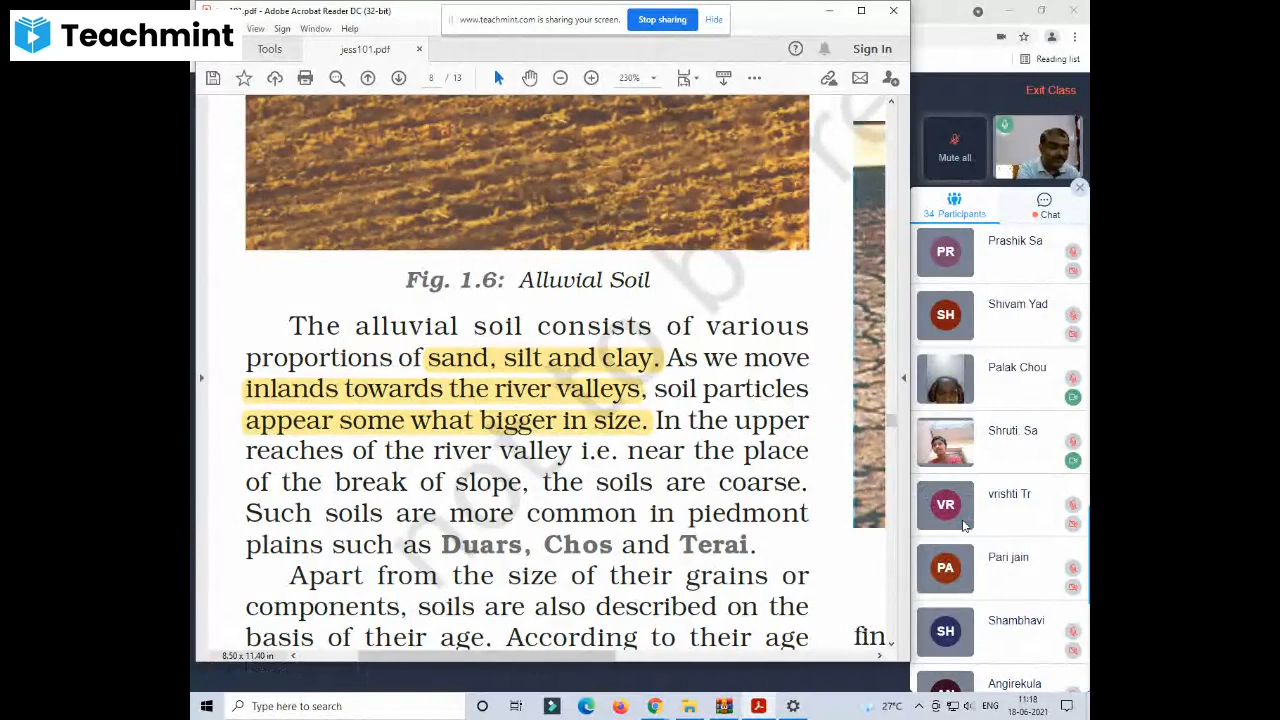 Teachmint
101.pdf - Adobe Acrobat Reader DC (32-bit)
View Sign Window Help
www.teachmint.com is sharing your screen. Stop sharing Hide
Tools jess101.pdf × Sign In
8 / 13 230%
Reading list
Exit Class
Mute all
34 Participants Chat
Fig. 1.6: Alluvial Soil
The alluvial soil consists of various
proportions of sand, silt and clay. As we move
inlands towards the river valleys, soil particles
appear some what bigger in size. In the upper
reaches of the river valley i.e. near the place
of the break of slope, the soils are coarse.
Such soils are more common in piedmont
plains such as Duars, Chos and Terai.
Apart from the size of their grains or
components, soils are also described on the
basis of their age. According to their age
fin
not to be re
8.50 x 11.40 in
PR Prashik Sa
SH Shivam Yad
Palak Chou
Shruti. Sa
VR vrishti Tr
PA Pari jain
SH Shambhavi
Angirekula
Type here to search
27°C ENG 11:18
18-06-2021